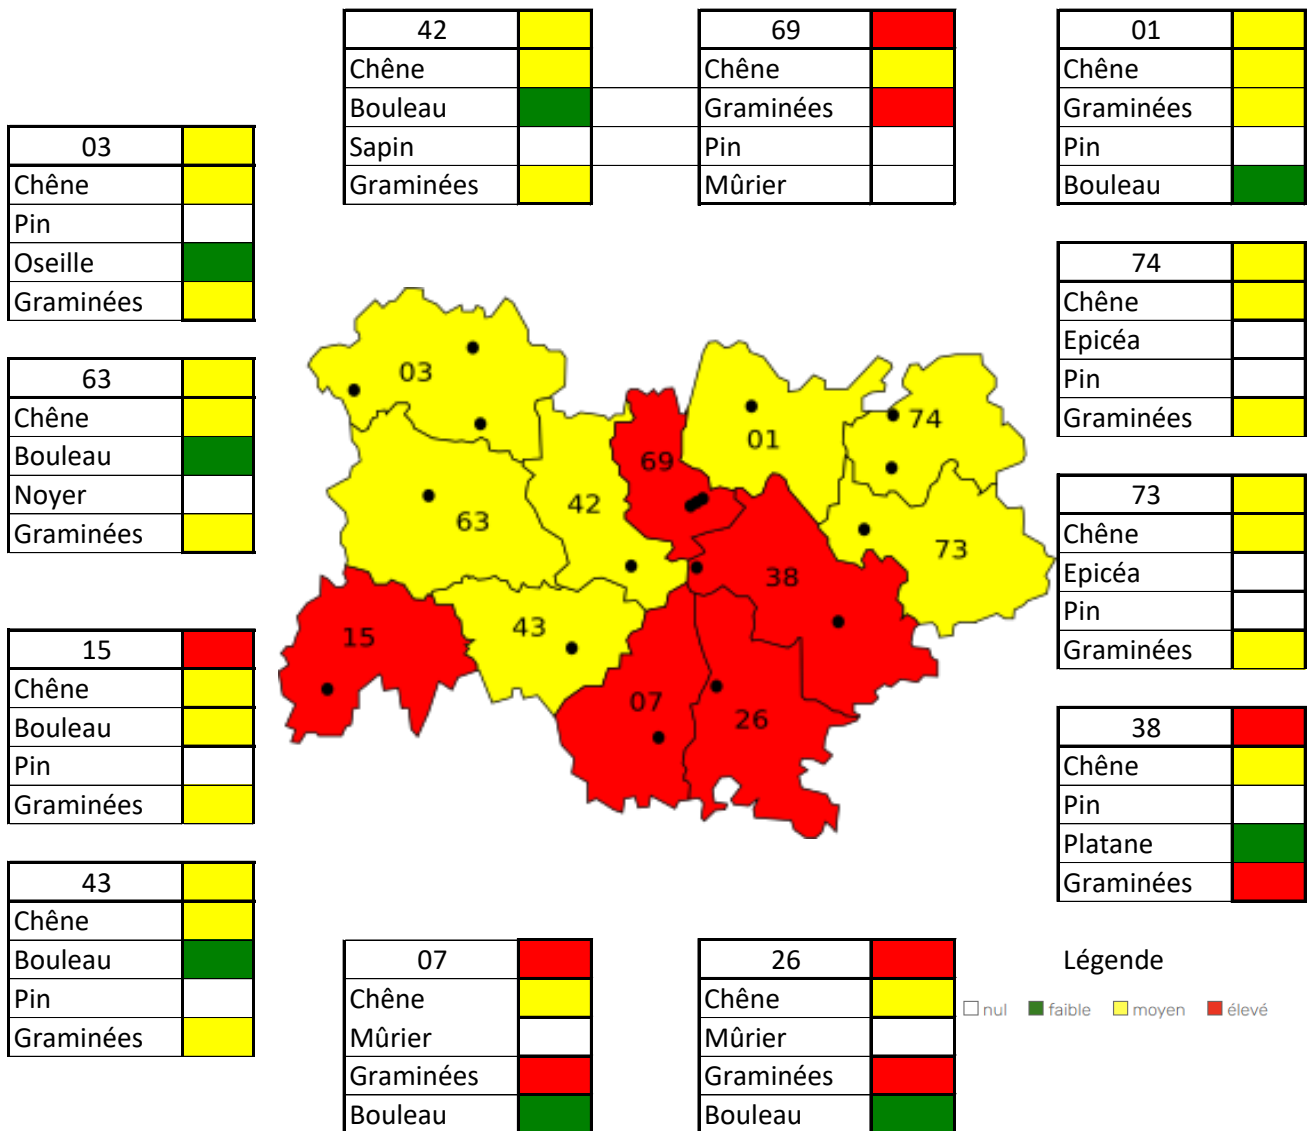 42
Chêne
Bouleau
Sapin
Graminées
69
Chêne
Graminées
Pin
Mûrier
01
Chêne
Graminées
Pin
Bouleau
03
Chêne
Pin
Oseille
Graminées
74
Chêne
Epicéa
Pin
Graminées
63
Chêne
Bouleau
Noyer
Graminées
03
74
01
69
42
63
73
38
15
43
07
26
73
Chêne
Epicéa
Pin
Graminées
15
Chêne
Bouleau
Pin
Graminées
38
Chêne
Pin
Platane
Graminées
43
Chêne
Bouleau
Pin
Graminées
07
Chêne
Mûrier
Graminées
Bouleau
26
Chêne
Mûrier
Graminées
Bouleau
Légende
nul faible moyen élevé